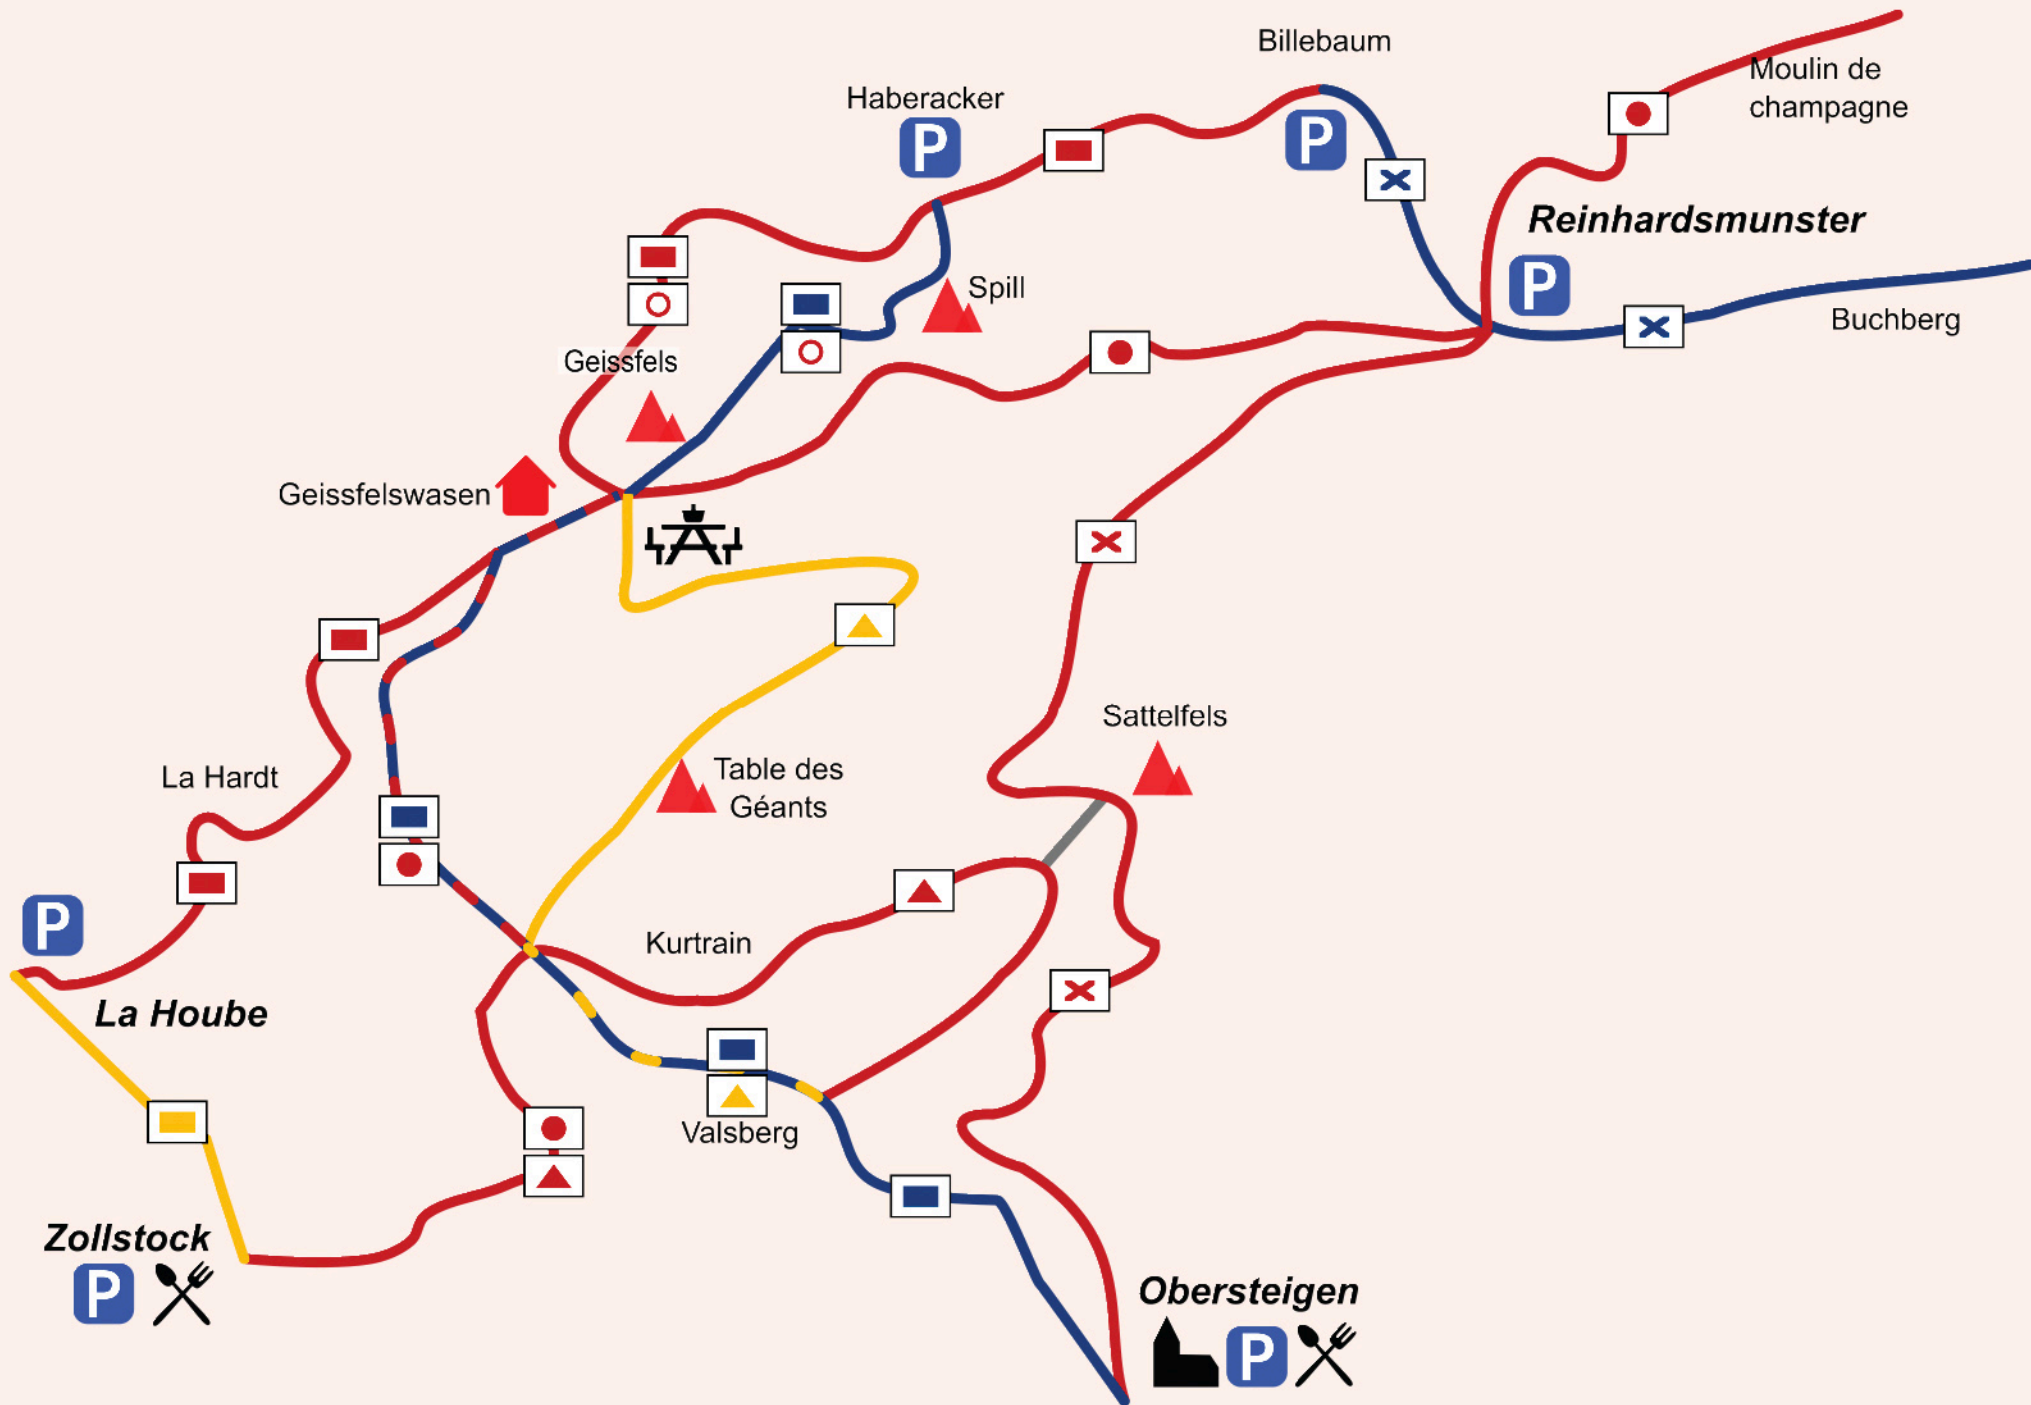 Billebaum
Moulin de
champagne
Haberacker
P
P
Reinhardsmunster
P
Spill
Buchberg
Geissfels
Geissfelswasen
Sattelfels
Table des
Géants
La Hardt
P
Kurtrain
La Hoube
Valsberg
Zollstock
P
Obersteigen
P